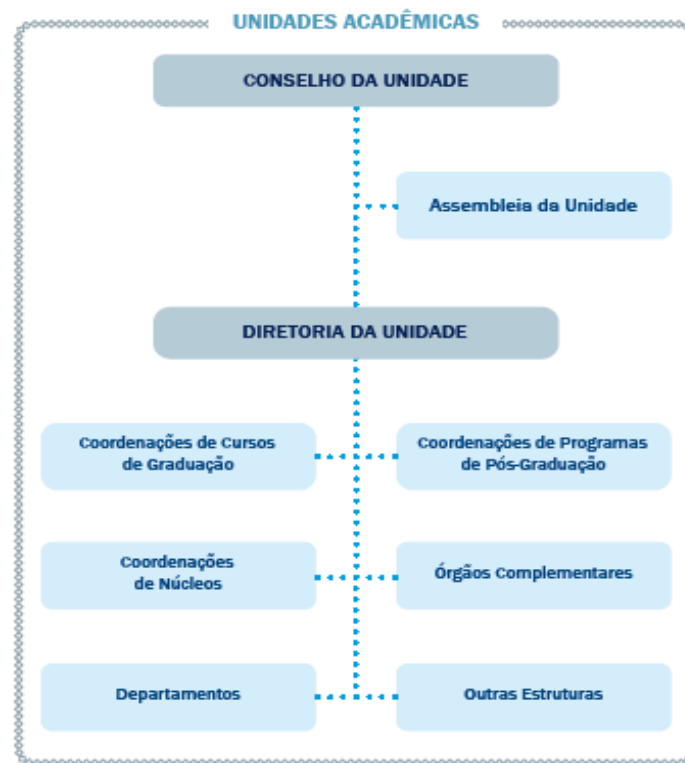 UNIDADES ACADÊMICAS
CONSELHO DA UNIDADE
Assembleia da Unidade
DIRETORIA DA UNIDADE
Coordenações de Cursos
de Graduação
Coordenações de Programas
de Pós-Graduação
Coordenações
de Núcleos
Órgãos Complementares
Departamentos
Outras Estruturas